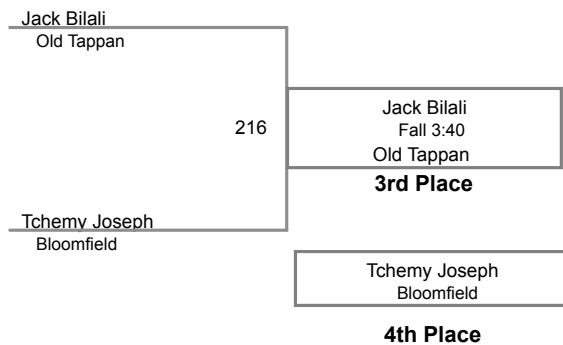 Jack Bilali
Old Tappan
216
Jack Bilali
Fall 3:40
Old Tappan
3rd Place
Tchemy Joseph
Bloomfield
Tchemy Joseph
Bloomfield
4th Place